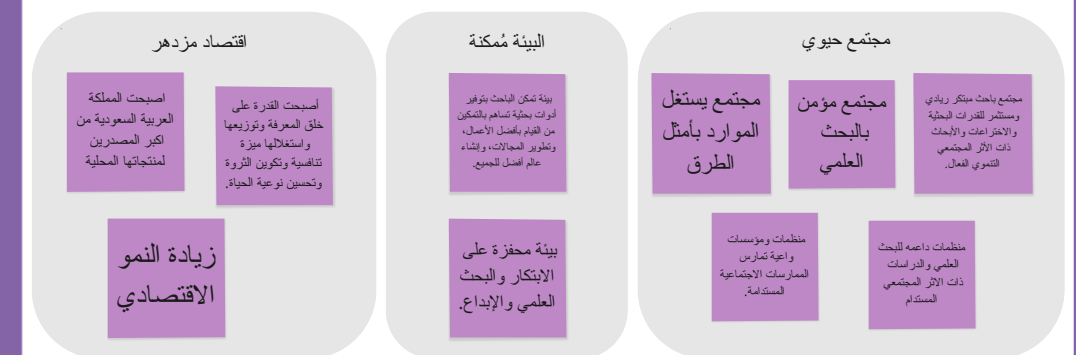 مجتمع حيوي
مجتمع باحث مبتكر ريادي
ومستثمر للقدرات البحثية
والاختراعات والأبحاث
ذات الأثر المجتمعي
التنموي الفعال.
مجتمع مؤمن
بالبحث
العلمي
مجتمع يستغل
الموارد بأمثل
الطرق
منظمات داعمه للبحث
العلمي والدراسات
ذات الاثر المجتمعي
المستدام
منظمات ومؤسسات
واعية تمارس
الممارسات الاجتماعية
المستدامة.
البيئة مُمكنة
بيئة تمكن الباحث بتوفير
أدوات بحثية تساهم بالتمكين
من القيام بأفضل الأعمال،
وتطوير المجالات، وإنشاء
عالم أفضل للجميع.
بيئة محفزة على
الابتكار والبحث
العلمي والإبداع.
اقتصاد مزدهر
أصبحت القدرة على
خلق المعرفة وتوزيعها
واستغلالها ميزة
تنافسية وتكوين الثروة
وتحسين نوعية الحياة.
اصبحت المملكة
العربية السعودية من
اكبر المصدرين
لمنتجاتها المحلية
زيادة النمو
الاقتصادي